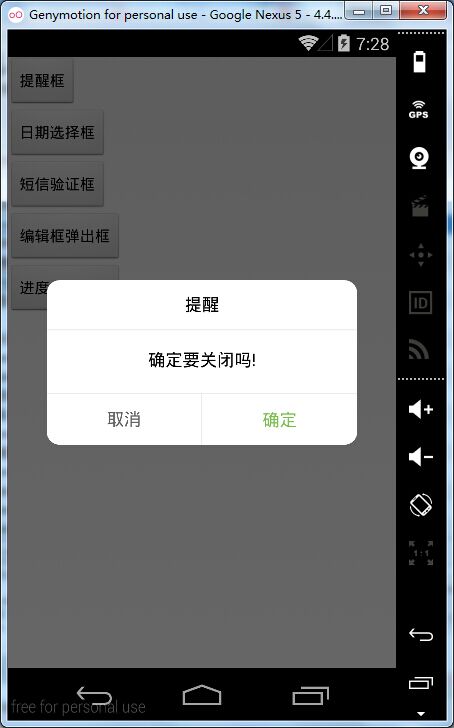 Genymotion for personal use - Google Nexus 5 - 4.4....
7:28
提醒框
GPS
日期选择框
短信验证框
编辑框弹出框
进度
提醒
ID
确定要关闭吗!
取消
确定
1:1
free for personal use